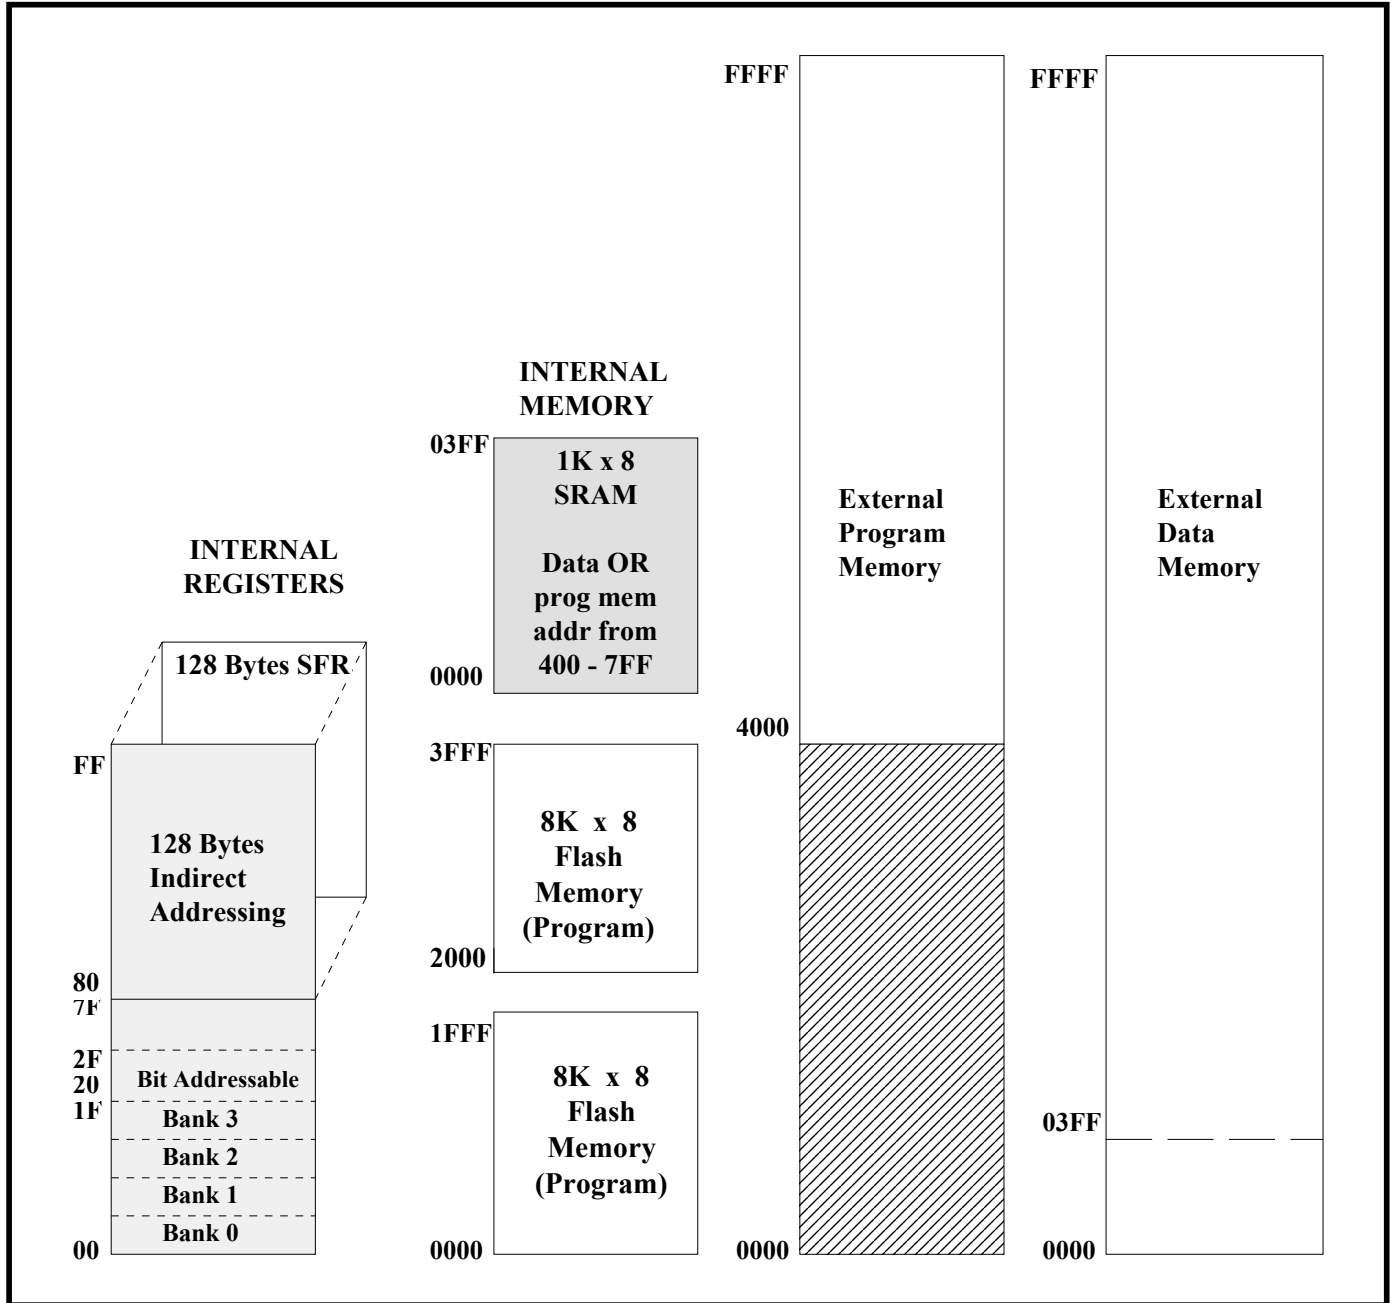 INTERNAL
REGISTERS
128 Bytes SFR
FF
128 Bytes
Indirect
Addressing
80
7F
2F
20
Bit Addressable
1F
Bank 3
Bank 2
Bank 1
Bank 0
00
INTERNAL
MEMORY
03FF
1K x 8
SRAM
Data OR
prog mem
addr from
400 - 7FF
0000
3FFF
8K x 8
Flash
Memory
(Program)
2000
1FFF
8K x 8
Flash
Memory
(Program)
0000
FFFF
External
Program
Memory
4000
0000
FFFF
External
Data
Memory
03FF
0000